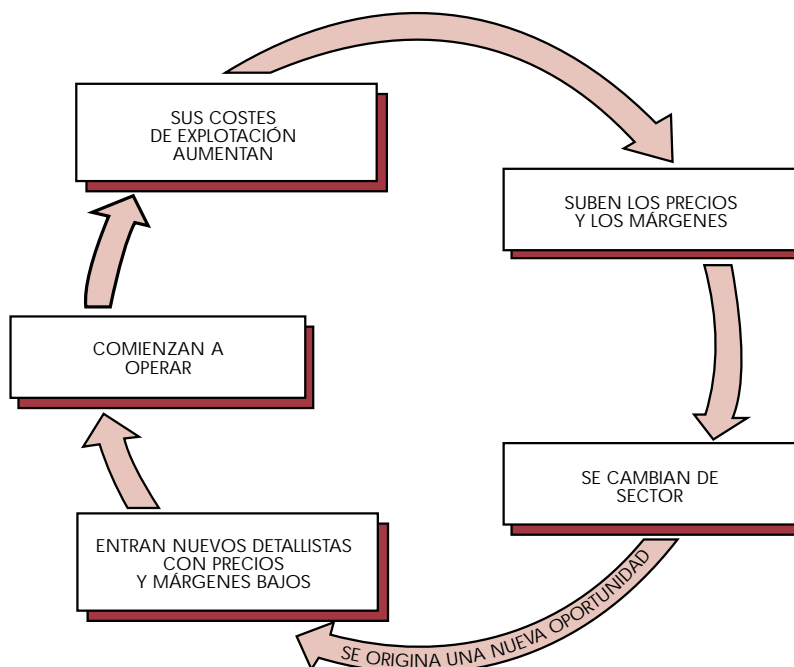 SUS COSTES
DE EXPLOTACIÓN
AUMENTAN
SUBEN LOS PRECIOS
Y LOS MÁRGENES
COMIENZAN A
OPERAR
SE CAMBIAN DE
SECTOR
ENTRAN NUEVOS DETALLISTAS
CON PRECIOS
Y MÁRGENES BAJOS
SE ORIGINA UNA NUEVA OPORTUNIDAD